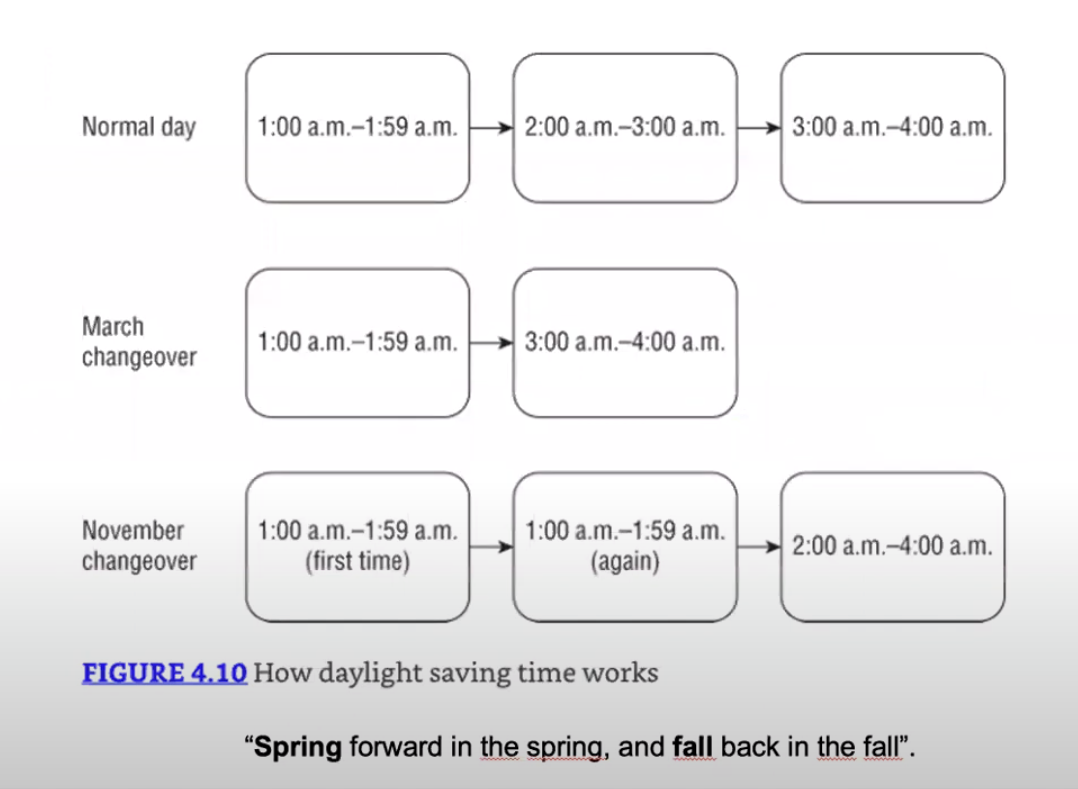 Normal day 1:00 a.m.–1:59 a.m. 2:00 a.m.–3:00 a.m. 3:00 a.m.–4:00 a.m.
March
changeover
1:00 a.m.–1:59 a.m. 3:00 a.m.–4:00 a.m.
November
changeover
1:00 a.m.–1:59 a.m.
(first time)
1:00 a.m.–1:59 a.m.
(again)
2:00 a.m.–4:00 a.m.
FIGURE 4.10 How daylight saving time works
“Spring forward in the spring, and fall back in the fall”.